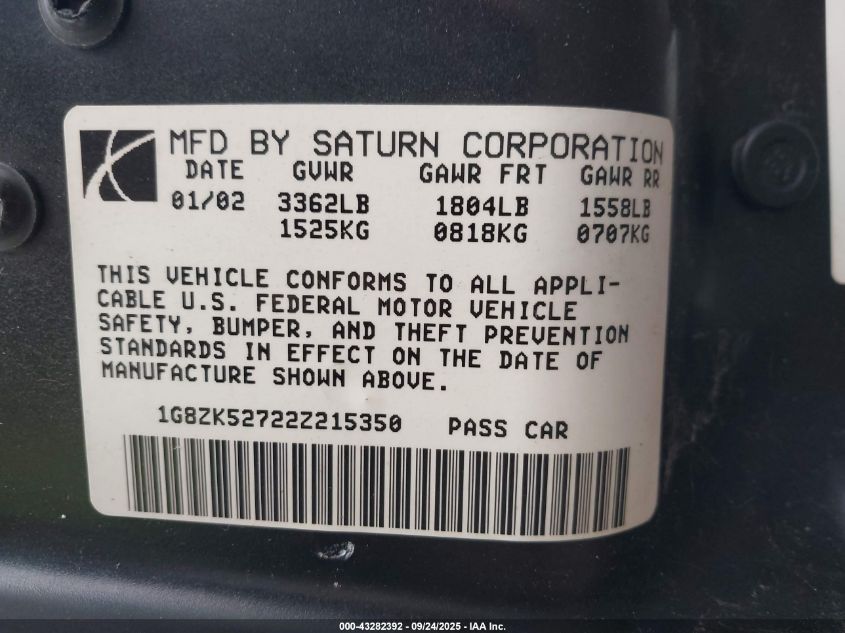 MFD BY SATURN CORPORATION
DATE GVWR GAWR FRT GAWR RR
01/02 3362LB 1804LB 1558LB
1525KG 0818KG 0707KG
THIS VEHICLE CONFORMS TO ALL APPLI-
CABLE U.S. FEDERAL MOTOR VEHICLE
SAFETY, BUMPER, AND THEFT PREVENTION
STANDARDS IN EFFECT ON THE DATE OF
MANUFACTURE SHOWN ABOVE.
1G8ZK52722Z215350 PASS CAR
000-43282392 - 09/24/2025 - IAA Inc.